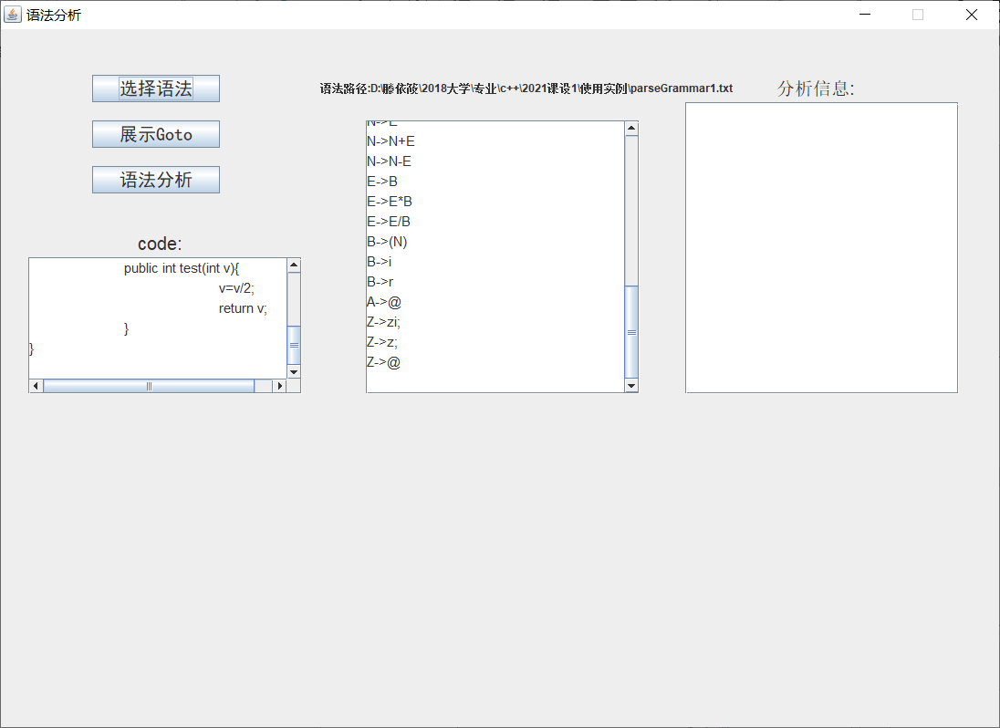 语法分析
选择语法
展示Goto
语法分析
code:
public int test(int v){
v=v/2;
return v;
}
}
语法路径:D:\滕依筱\2018大学\专业\c++\2021课设1\使用实例\parseGrammar1.txt
N->E
N->N+E
N->N-E
E->B
E->E*B
E->E/B
B->(N)
B->i
B->r
A->@
Z->zi;
Z->z;
Z->@
分析信息: